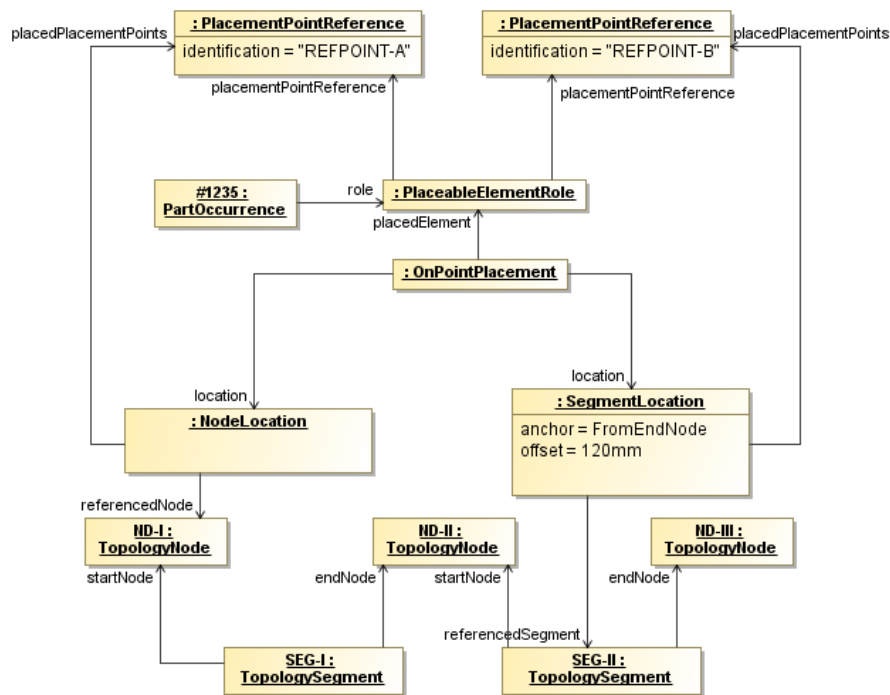 : PlacementPointReference
identification = "REFPOINT-A"
: PlacementPointReference
identification = "REFPOINT-B"
placedPlacementPoints
placedPlacementPoints
placementPointReference
placementPointReference
#1235 :
PartOccurrence
role
: PlaceableElementRole
placedElement
: OnPointPlacement
location
location
: NodeLocation
: SegmentLocation
anchor = FromEndNode
offset = 120mm
referencedNode
ND-I :
TopologyNode
ND-II :
TopologyNode
ND-III :
TopologyNode
startNode
endNode
startNode
endNode
referencedSegment
SEG-I :
TopologySegment
SEG-II :
TopologySegment